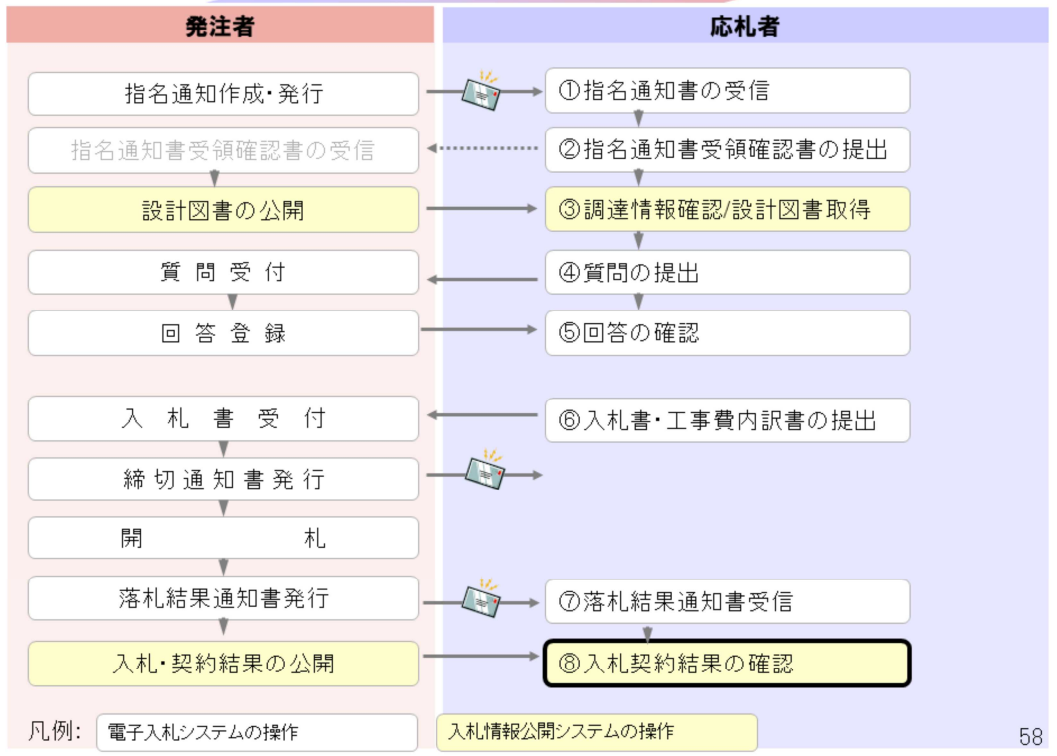 発注者
応札者
指名通知作成・発行
①指名通知書の受信
指名通知書受領確認書の受信
②指名通知書受領確認書の提出
設計図書の公開
③調達情報確認/設計図書取得
質問受付
④質問の提出
回答登録
⑤回答の確認
入札書受付
⑥入札書・工事費内訳書の提出
締切通知書発行
開札
落札結果通知書発行
⑦落札結果通知書受信
入札・契約結果の公開
⑧入札契約結果の確認
凡例:
電子入札システムの操作
入札情報公開システムの操作
58